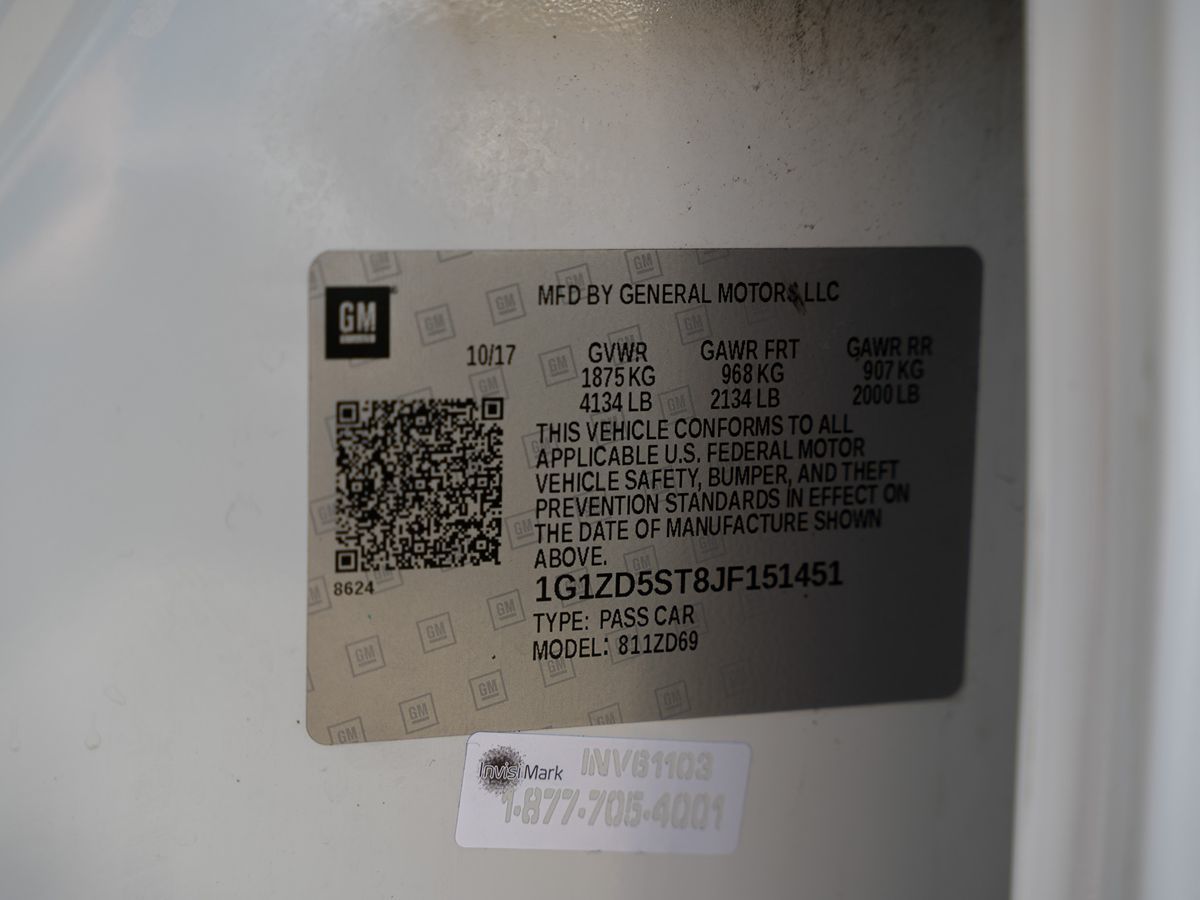 GM
MFD BY GENERAL MOTORS LLC
10/17 GVWR GAWR FRT GAWR RR
1875 KG 968 KG 907 KG
4134 LB 2134 LB 2000 LB
THIS VEHICLE CONFORMS TO ALL
APPLICABLE U.S. FEDERAL MOTOR
VEHICLE SAFETY, BUMPER, AND THEFT
PREVENTION STANDARDS IN EFFECT ON
THE DATE OF MANUFACTURE SHOWN
ABOVE.
8624
1G1ZD5ST8JF151451
TYPE: PASS CAR
MODEL: 811ZD69
InvisiMark INV61103
1-877-705-4001